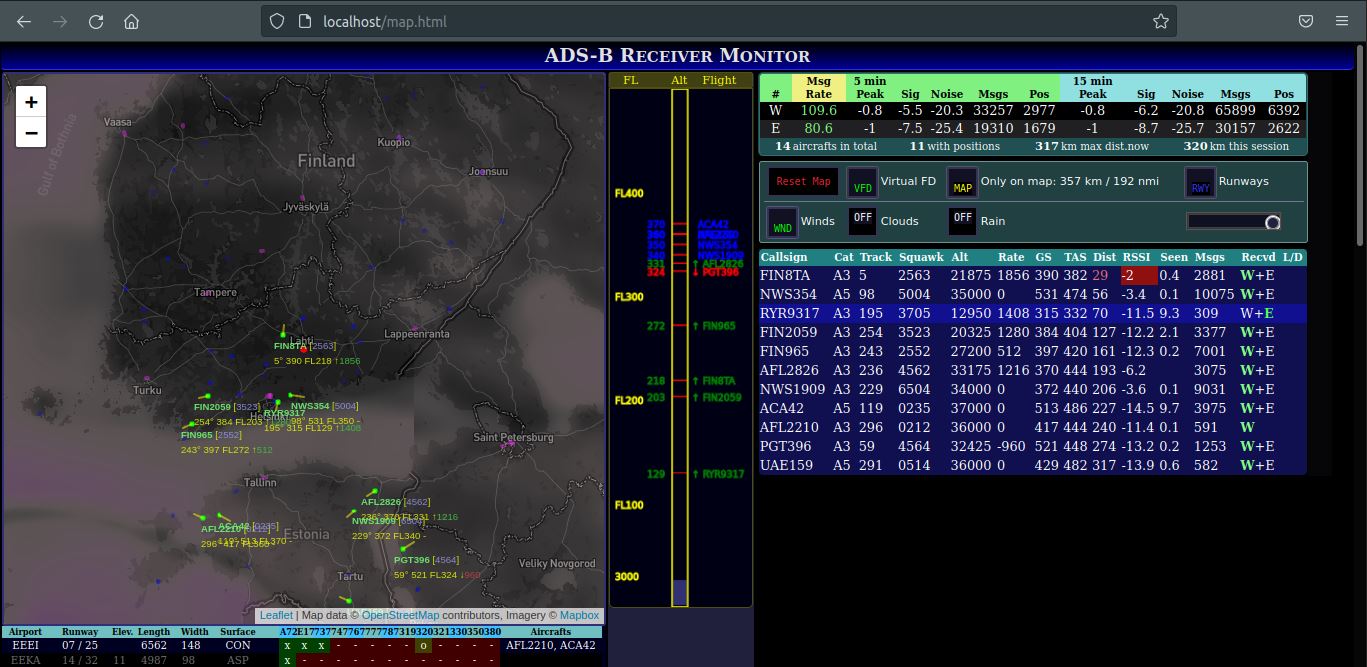 localhost/map.html
ADS-B RECEIVER MONITOR
+
−
Vaasa
Gulf of Bothnia
Finland
Kuopio
Joensuu
Jyväskylä
Tampere
Lappeenranta
Lahti
FIN8TA [2563]
5° 390 FL218 ↑1856
Turku
FIN2059 [3523]
254° 384 FL203
NWS354 [5004]
98° 531 FL350 -
RYR9317
195° 315 FL129 ↑1408
FIN965 [2552]
243° 397 FL272 ↑512
Saint Petersburg
Tallinn
AFL2826 [4562]
236° 370 FL331 ↑1216
NWS1909
229° 372 FL340 -
ACA42 [0235]
119° 513 FL370 -
AFL2210
296° 417 FL360
Estonia
PGT396 [4564]
59° 521 FL324 ↓960
Tartu
Veliky Novgorod
Leaflet | Map data © OpenStreetMap contributors, Imagery © Mapbox
Airport Runway Elev. Length Width Surface A72 E17 737 747 767 777 787 319 320 321 330 350 380 Aircrafts
EEEI 07 / 25 6562 148 CON x x x - - - - - o - - - - AFL2210, ACA42
EEKA 14 / 32 11 4987 98 ASP x - - - - - - - - - - - -
FL Alt Flight
FL400
370 ACA42
360
350 NWS354
340 NWS1909
331 ↑ AFL2826
324 ↓ PGT396
FL300
272 ↑ FIN965
218 ↑ FIN8TA
203 ↑ FIN2059
FL200
129 ↑ RYR9317
FL100
3000
Msg 5 min 15 min
# Rate Peak Sig Noise Msgs Pos Peak Sig Noise Msgs Pos
W 109.6 -0.8 -5.5 -20.3 33257 2977 -0.8 -6.2 -20.8 65899 6392
E 80.6 -1 -7.5 -25.4 19310 1679 -1 -8.7 -25.7 30157 2622
14 aircrafts in total 11 with positions 317 km max dist.now 320 km this session
Reset Map VFD Virtual FD MAP Only on map: 357 km / 192 nmi RWY Runways
WND Winds OFF Clouds OFF Rain
Callsign Cat Track Squawk Alt Rate GS TAS Dist RSSI Seen Msgs Recvd L/D
FIN8TA A3 5 2563 21875 1856 390 382 29 -2 0.4 2881 W+E
NWS354 A5 98 5004 35000 0 531 474 56 -3.4 0.1 10075 W+E
RYR9317 A3 195 3705 12950 1408 315 332 70 -11.5 9.3 309 W+E
FIN2059 A3 254 3523 20325 1280 384 404 127 -12.2 2.1 3377 W+E
FIN965 A3 243 2552 27200 512 397 420 161 -12.3 0.2 7001 W+E
AFL2826 A3 236 4562 33175 1216 370 444 193 -6.2 3075 W+E
NWS1909 A3 229 6504 34000 0 372 440 206 -3.6 0.1 9031 W+E
ACA42 A5 119 0235 37000 0 513 486 227 -14.5 9.7 3975 W+E
AFL2210 A3 296 0212 36000 0 417 444 240 -11.4 0.1 591 W
PGT396 A3 59 4564 32425 -960 521 448 274 -13.2 0.2 1253 W+E
UAE159 A5 291 0514 36000 0 429 482 317 -13.9 0.6 582 W+E